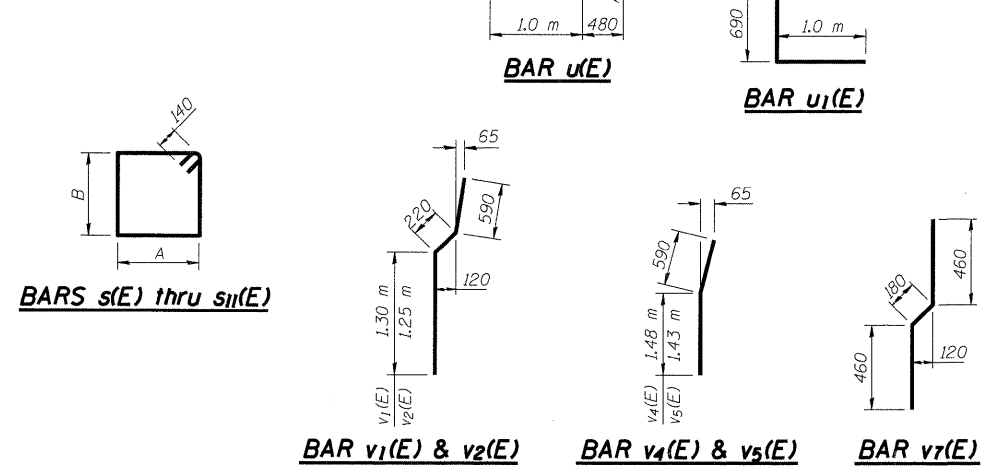 1.0 m
480
BAR u(E)
690
1.0 m
BAR u1(E)
140
B
A
BARS s(E) thru s11(E)
65
220
590
120
1.30 m
1.25 m
v1(E)
v2(E)
BAR v1(E) & v2(E)
65
590
1.48 m
1.43 m
v4(E)
v5(E)
BAR v4(E) & v5(E)
460
180
120
460
BAR v7(E)